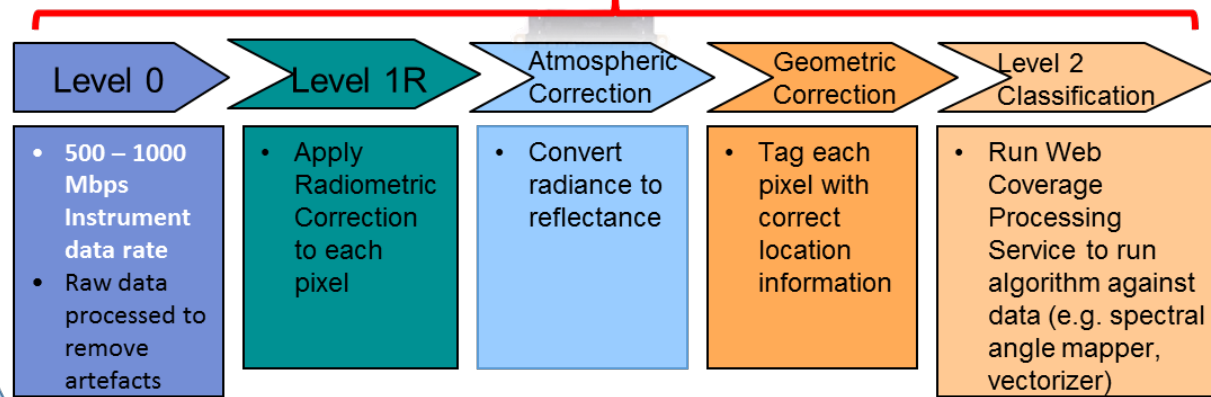 Level 0
Level 1R
Atmospheric
Correction
Geometric
Correction
Level 2
Classification
• 500 – 1000
Mbps
Instrument
data rate
• Raw data
processed to
remove
artefacts
• Apply
Radiometric
Correction
to each
pixel
• Convert
radiance to
reflectance
• Tag each
pixel with
correct
location
information
• Run Web
Coverage
Processing
Service to run
algorithm against
data (e.g. spectral
angle mapper,
vectorizer)